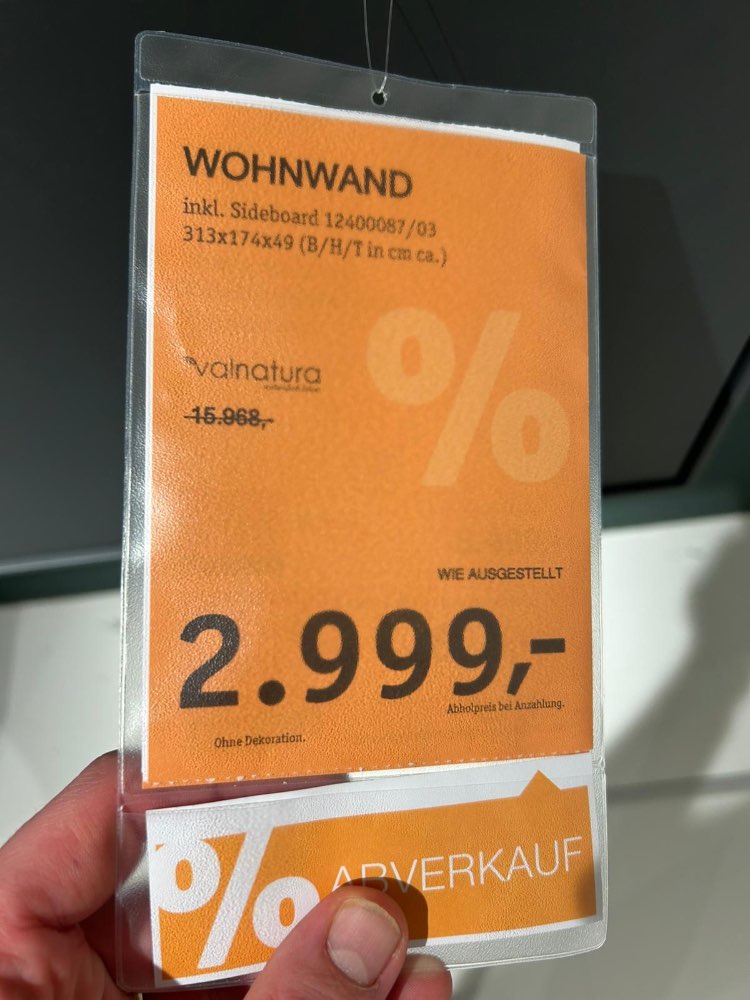 WOHNWAND
inkl. Sideboard 12400087/03
313x174x49 (B/H/T in cm ca.)
%
valnatura
15.968,-
WIE AUSGESTELLT
2.999,-
Abholpreis bei Anzahlung.
Ohne Dekoration.
% ABVERKAUF